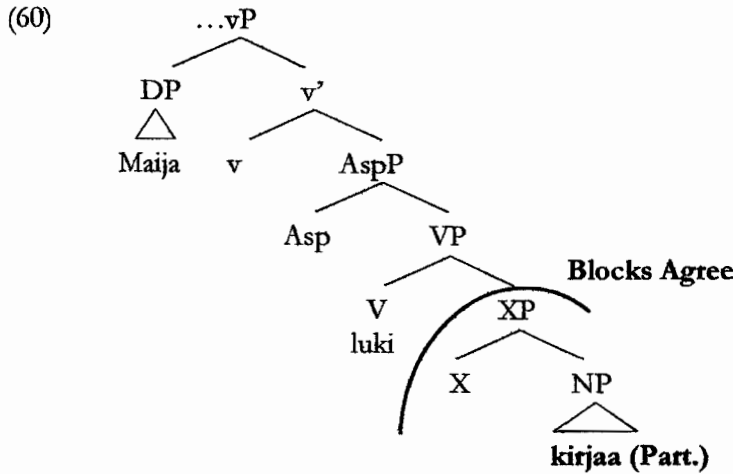 (60) ...vP
DP v'
Maija v AspP
Asp VP
Blocks Agree
V XP
luki
X NP
kirjaa (Part.)